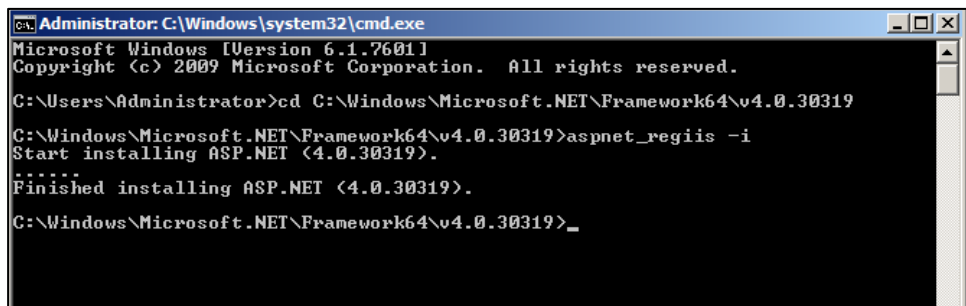 Administrator: C:\Windows\system32\cmd.exe
Microsoft Windows [Version 6.1.7601]
Copyright (c) 2009 Microsoft Corporation.  All rights reserved.
C:\Users\Administrator>cd C:\Windows\Microsoft.NET\Framework64\v4.0.30319
C:\Windows\Microsoft.NET\Framework64\v4.0.30319>aspnet_regiis -i
Start installing ASP.NET (4.0.30319).
......
Finished installing ASP.NET (4.0.30319).
C:\Windows\Microsoft.NET\Framework64\v4.0.30319>_